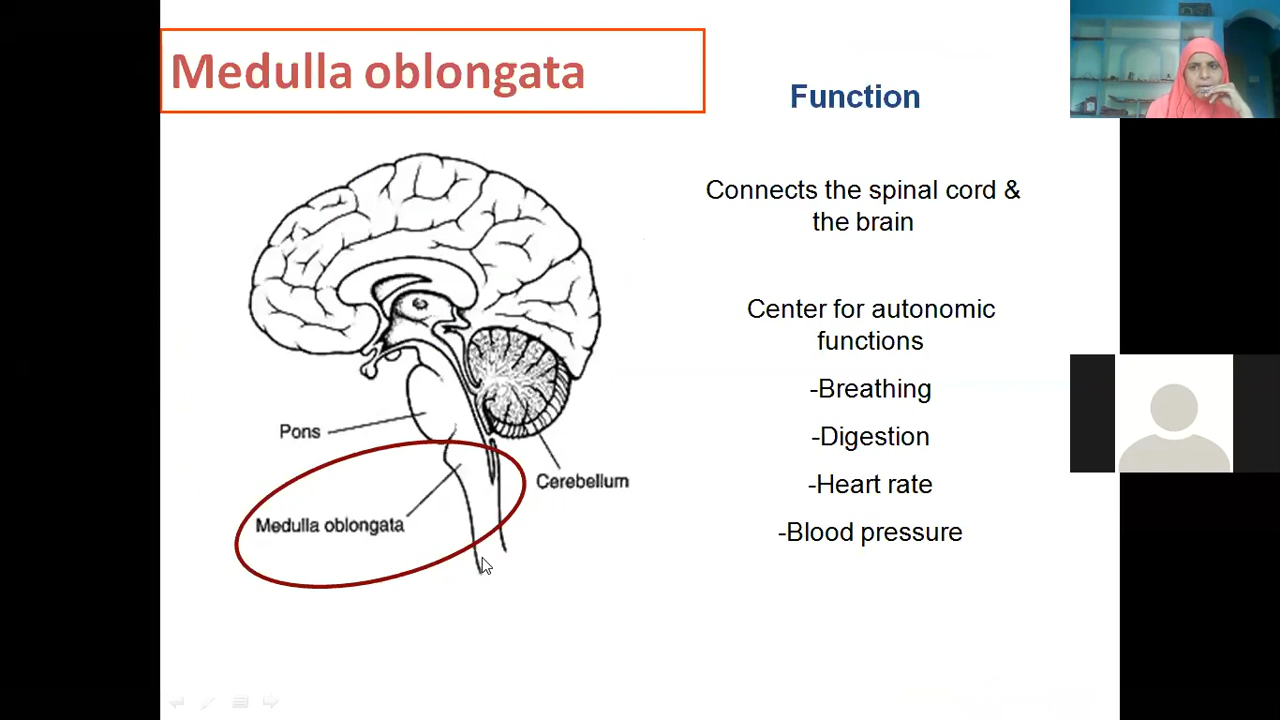 Medulla oblongata
Function
Connects the spinal cord &
the brain
Center for autonomic
functions
-Breathing
-Digestion
-Heart rate
-Blood pressure
Pons
Cerebellum
Medulla oblongata